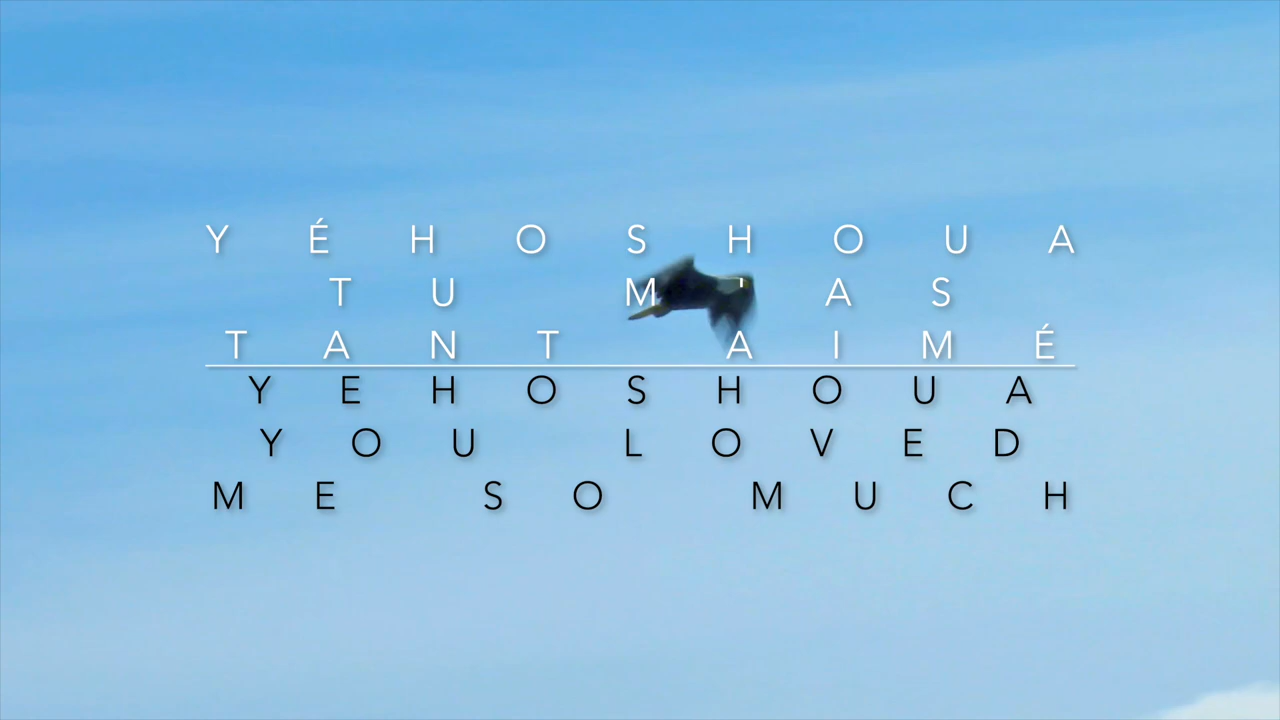 YÉHOSHOUA
TU M'AS
TANT AIMÉ
YEHOSHOUA
YOU LOVED
ME SO MUCH